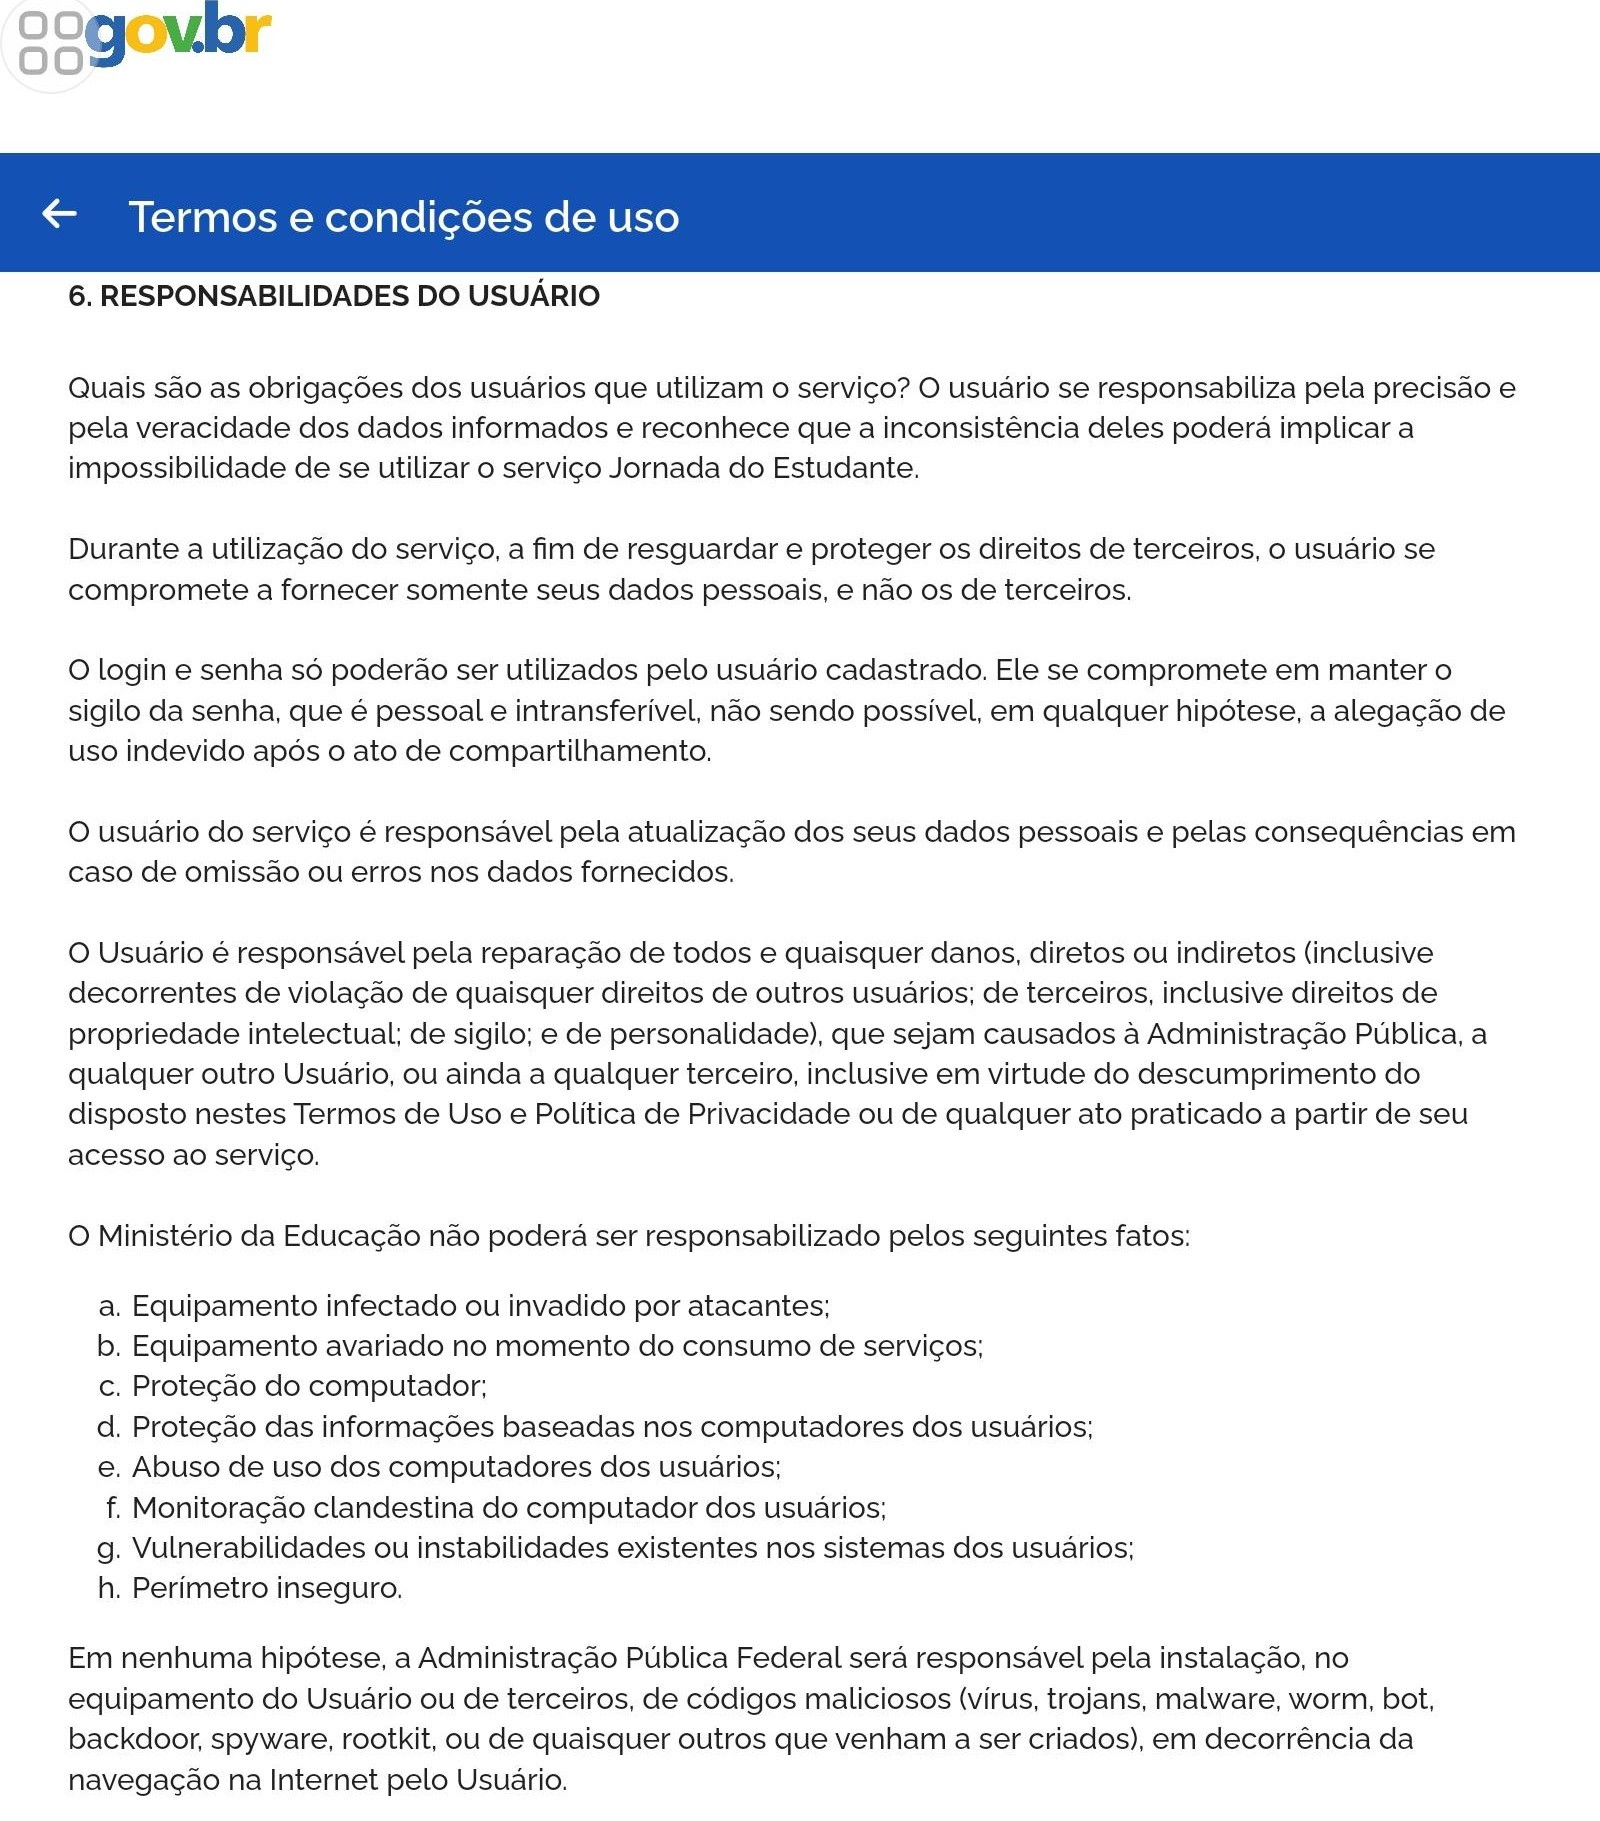 gov.br
Termos e condições de uso
6. RESPONSABILIDADES DO USUÁRIO
Quais são as obrigações dos usuários que utilizam o serviço? O usuário se responsabiliza pela precisão e
pela veracidade dos dados informados e reconhece que a inconsistência deles poderá implicar a
impossibilidade de se utilizar o serviço Jornada do Estudante.
Durante a utilização do serviço, a fim de resguardar e proteger os direitos de terceiros, o usuário se
compromete a fornecer somente seus dados pessoais, e não os de terceiros.
O login e senha só poderão ser utilizados pelo usuário cadastrado. Ele se compromete em manter o
sigilo da senha, que é pessoal e intransferível, não sendo possível, em qualquer hipótese, a alegação de
uso indevido após o ato de compartilhamento.
O usuário do serviço é responsável pela atualização dos seus dados pessoais e pelas consequências em
caso de omissão ou erros nos dados fornecidos.
O Usuário é responsável pela reparação de todos e quaisquer danos, diretos ou indiretos (inclusive
decorrentes de violação de quaisquer direitos de outros usuários; de terceiros, inclusive direitos de
propriedade intelectual; de sigilo; e de personalidade), que sejam causados à Administração Pública, a
qualquer outro Usuário, ou ainda a qualquer terceiro, inclusive em virtude do descumprimento do
disposto nestes Termos de Uso e Política de Privacidade ou de qualquer ato praticado a partir de seu
acesso ao serviço.
O Ministério da Educação não poderá ser responsabilizado pelos seguintes fatos:
a. Equipamento infectado ou invadido por atacantes;
b. Equipamento avariado no momento do consumo de serviços;
c. Proteção do computador;
d. Proteção das informações baseadas nos computadores dos usuários;
e. Abuso de uso dos computadores dos usuários;
f. Monitoração clandestina do computador dos usuários;
g. Vulnerabilidades ou instabilidades existentes nos sistemas dos usuários;
h. Perímetro inseguro.
Em nenhuma hipótese, a Administração Pública Federal será responsável pela instalação, no
equipamento do Usuário ou de terceiros, de códigos maliciosos (vírus, trojans, malware, worm, bot,
backdoor, spyware, rootkit, ou de quaisquer outros que venham a ser criados), em decorrência da
navegação na Internet pelo Usuário.